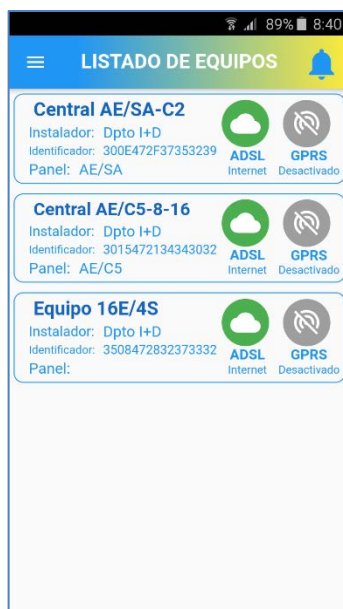 89% 8:40
LISTADO DE EQUIPOS
Central AE/SA-C2
Instalador: Dpto I+D
Identificador: 300E472F37353239
Panel: AE/SA
ADSL
Internet
GPRS
Desactivado
Central AE/C5-8-16
Instalador: Dpto I+D
Identificador: 3015472134343032
Panel: AE/C5
ADSL
Internet
GPRS
Desactivado
Equipo 16E/4S
Instalador: Dpto I+D
Identificador: 3508472832373332
Panel:
ADSL
Internet
GPRS
Desactivado